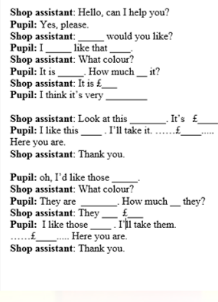 Shop assistant: Hello, can I help you?
Pupil: Yes, please.
Shop assistant: _____ would you like?
Pupil: I _____ like that ____.
Shop assistant: What colour?
Pupil: It is _____. How much __ it?
Shop assistant: It is £___
Pupil: I think it's very ________
Shop assistant: Look at this _______. It's £____
Pupil: I like this ____ . I'll take it. ……£____.....
Here you are.
Shop assistant: Thank you.
Pupil: oh, I'd like those _____.
Shop assistant: What colour?
Pupil: They are _______. How much __ they?
Shop assistant: They ___ £___
Pupil: I like those ____ . I'll take them.
……£____..... Here you are.
Shop assistant: Thank you.